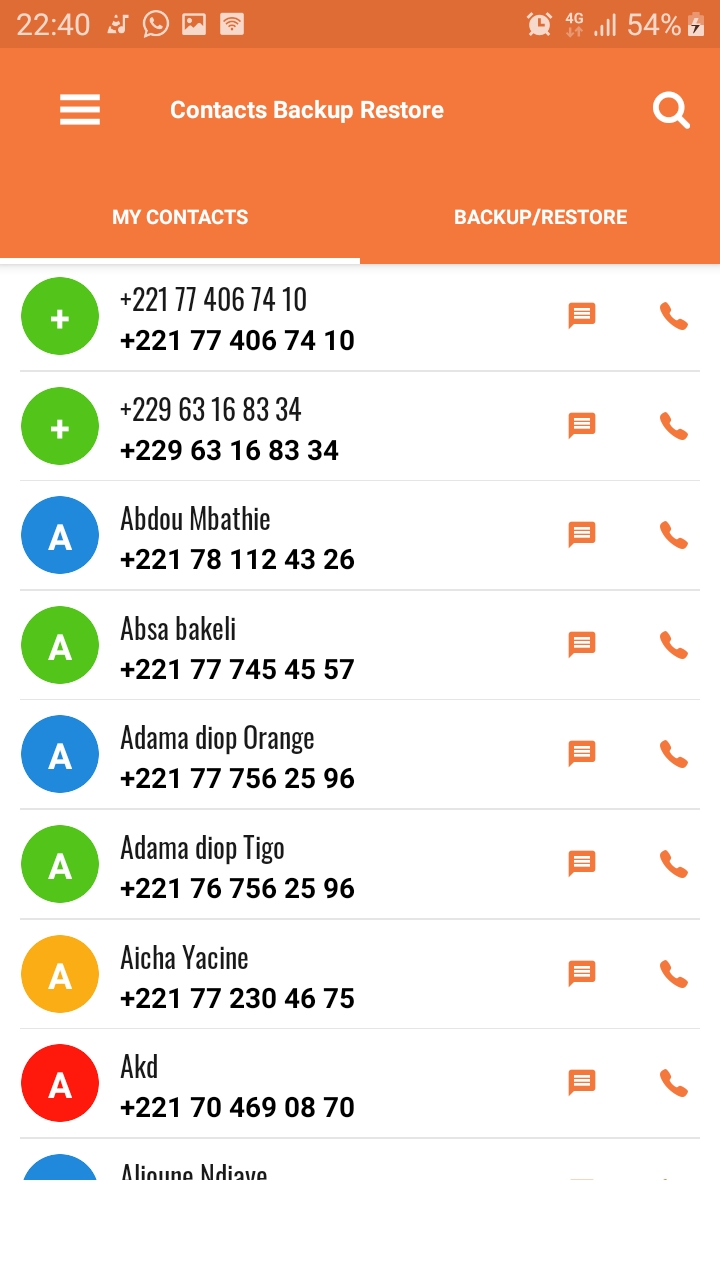 22:40 4G 54%
Contacts Backup Restore
MY CONTACTS BACKUP/RESTORE
+
+221 77 406 74 10
+221 77 406 74 10
+
+229 63 16 83 34
+229 63 16 83 34
A
Abdou Mbathie
+221 78 112 43 26
A
Absa bakeli
+221 77 745 45 57
A
Adama diop Orange
+221 77 756 25 96
A
Adama diop Tigo
+221 76 756 25 96
A
Aicha Yacine
+221 77 230 46 75
A
Akd
+221 70 469 08 70
Alioune Ndiaye